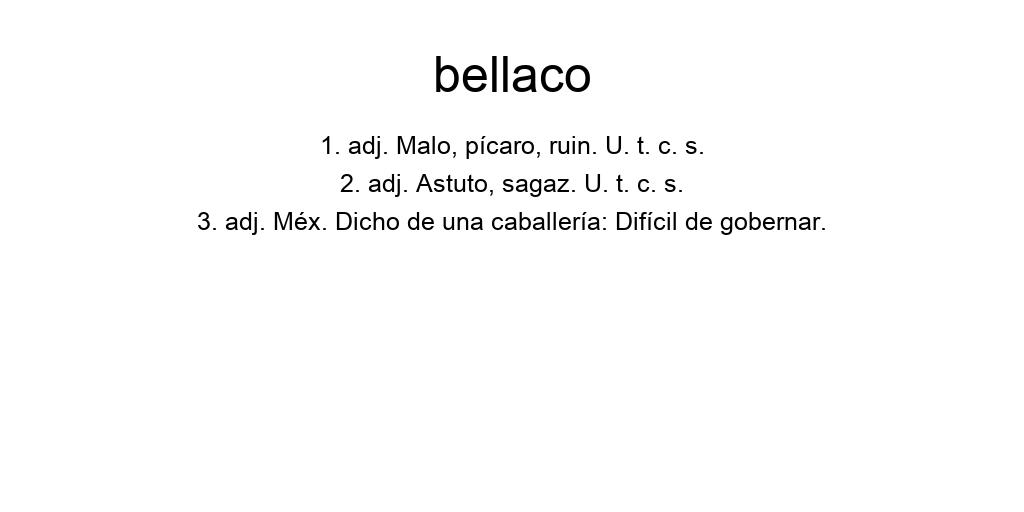 bellaco
1. adj. Malo, pícaro, ruin. U. t. c. s.
2. adj. Astuto, sagaz. U. t. c. s.
3. adj. Méx. Dicho de una caballería: Difícil de gobernar.